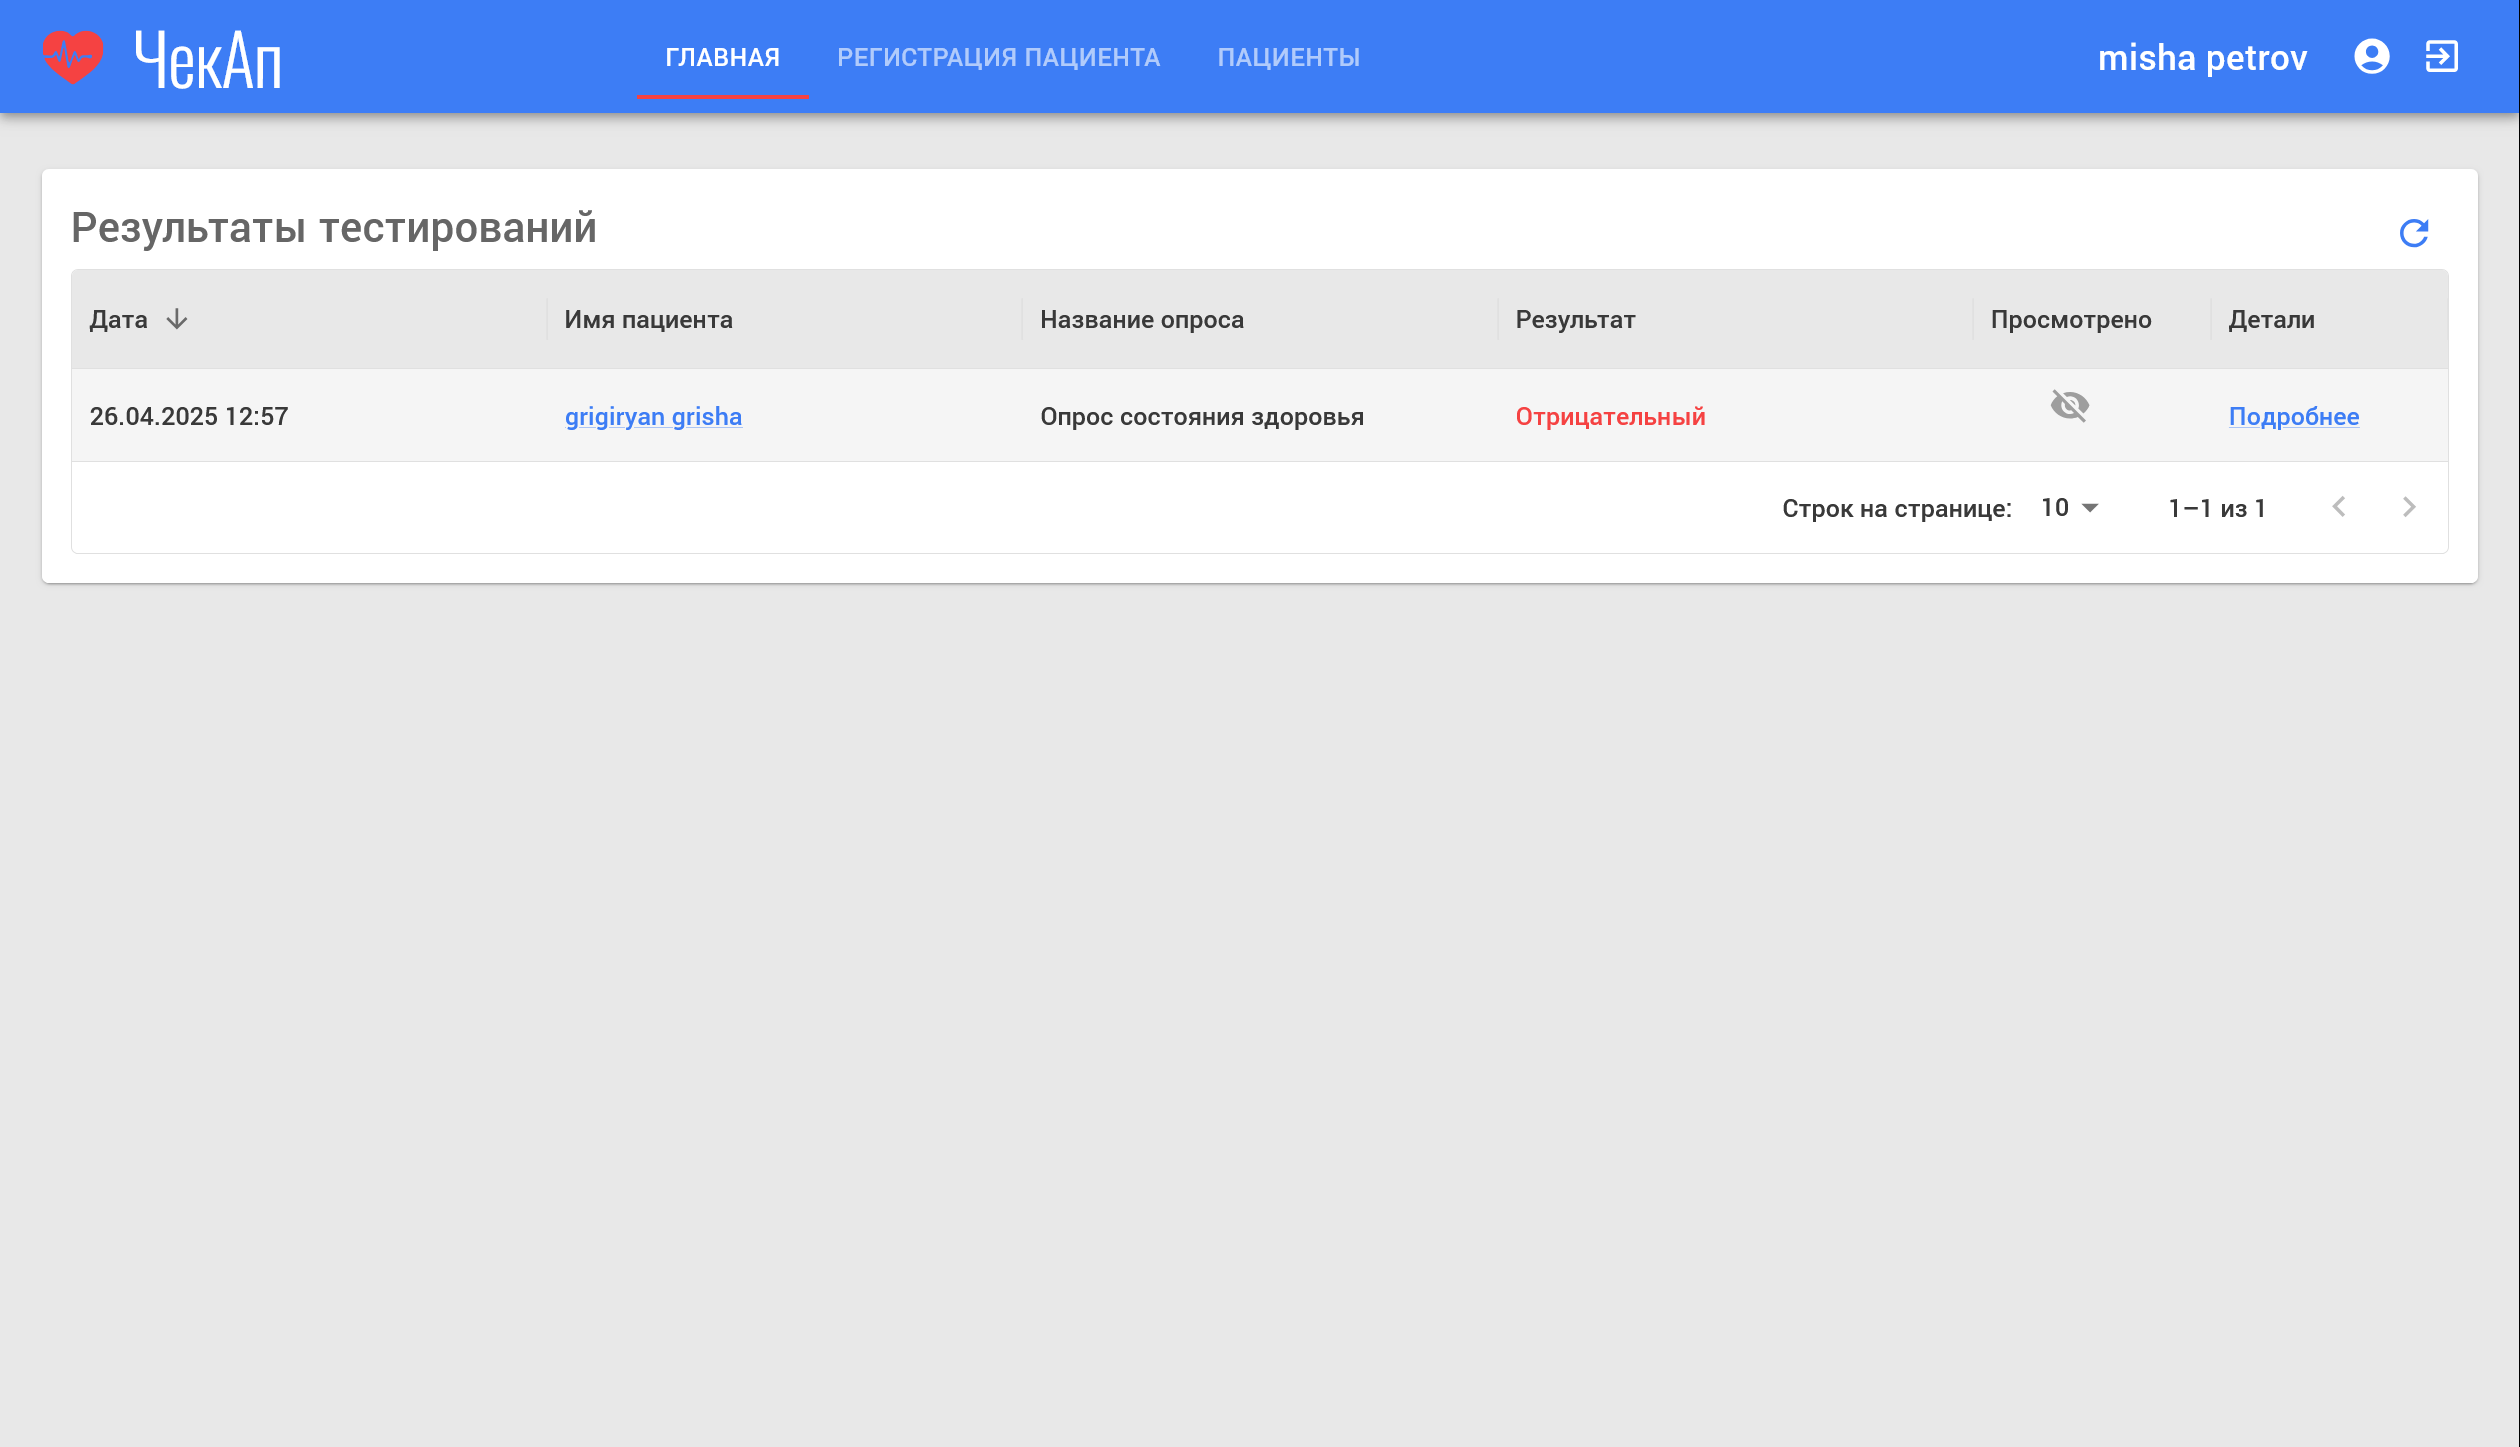 ЧекАп
ГЛАВНАЯ РЕГИСТРАЦИЯ ПАЦИЕНТА ПАЦИЕНТЫ
misha petrov
Результаты тестирований
Дата Имя пациента Название опроса Результат Просмотрено Детали
26.04.2025 12:57 grigiryan grisha Опрос состояния здоровья Отрицательный Подробнее
Строк на странице: 10 1–1 из 1